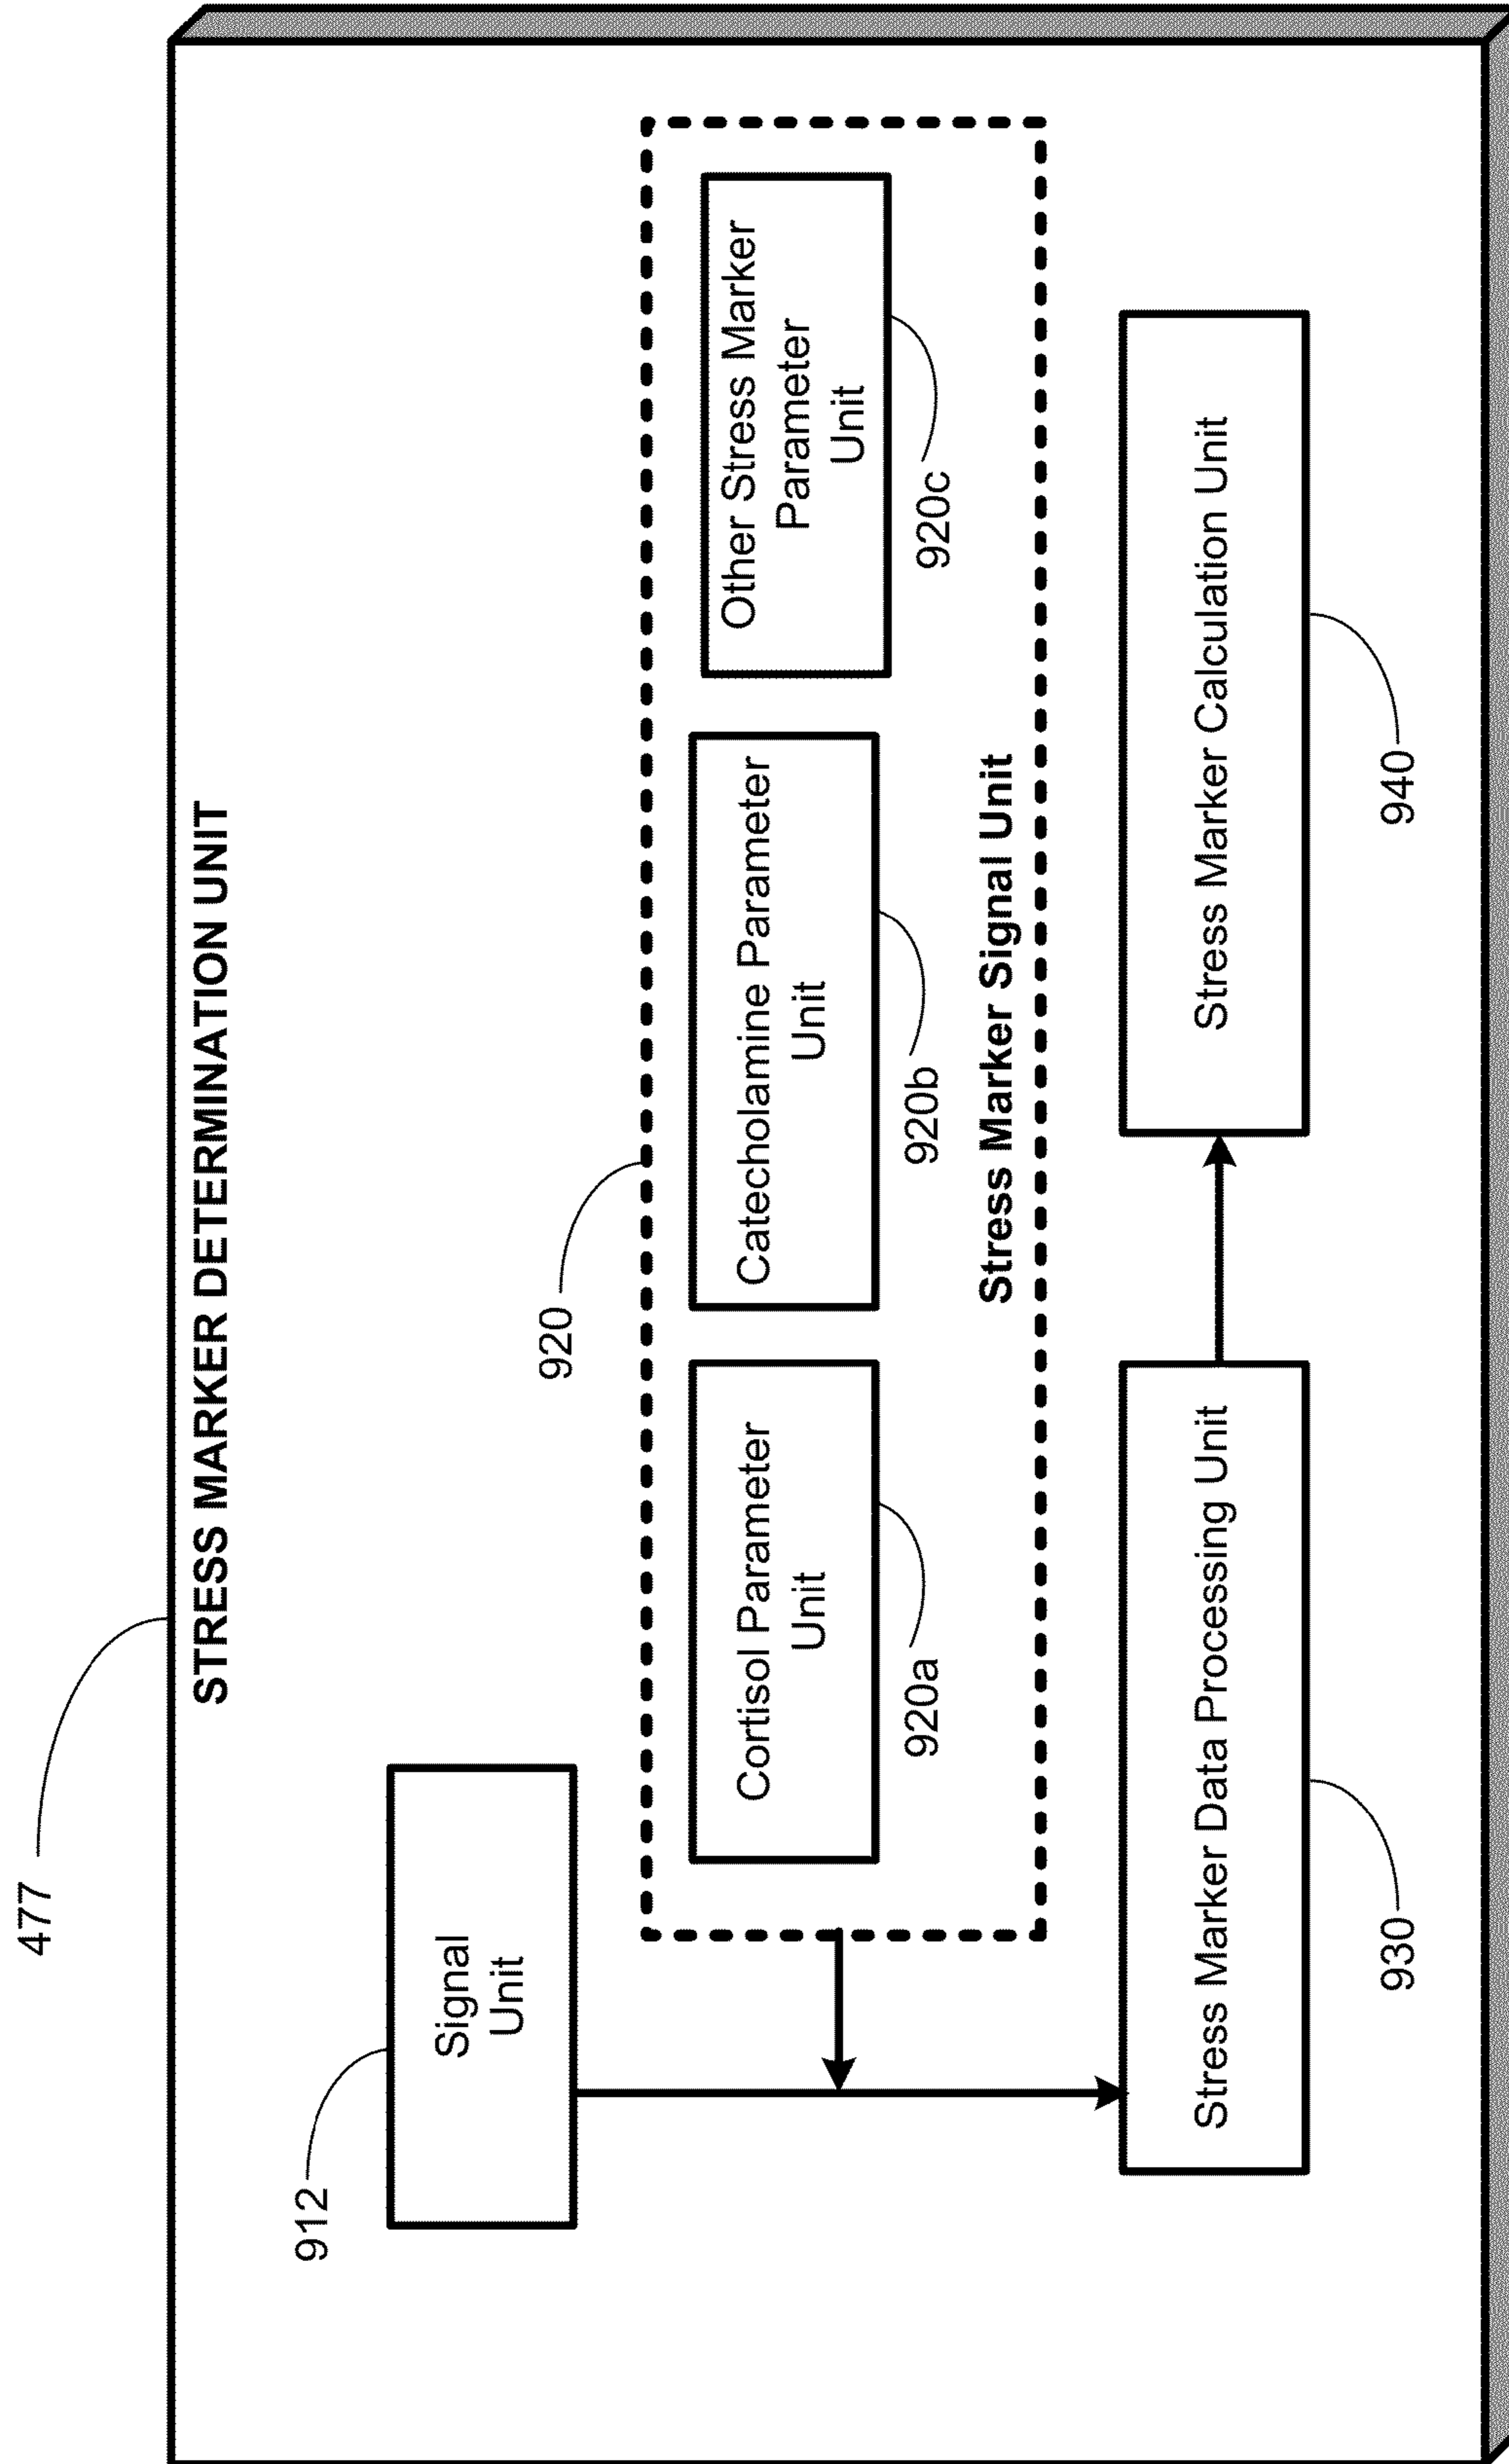 477
STRESS MARKER DETERMINATION UNIT
912
Signal
Unit
920
Cortisol Parameter
Unit
920a
Catecholamine Parameter
Unit
920b
Other Stress Marker
Parameter
Unit
920c
Stress Marker Signal Unit
Stress Marker Data Processing Unit
930
Stress Marker Calculation Unit
940